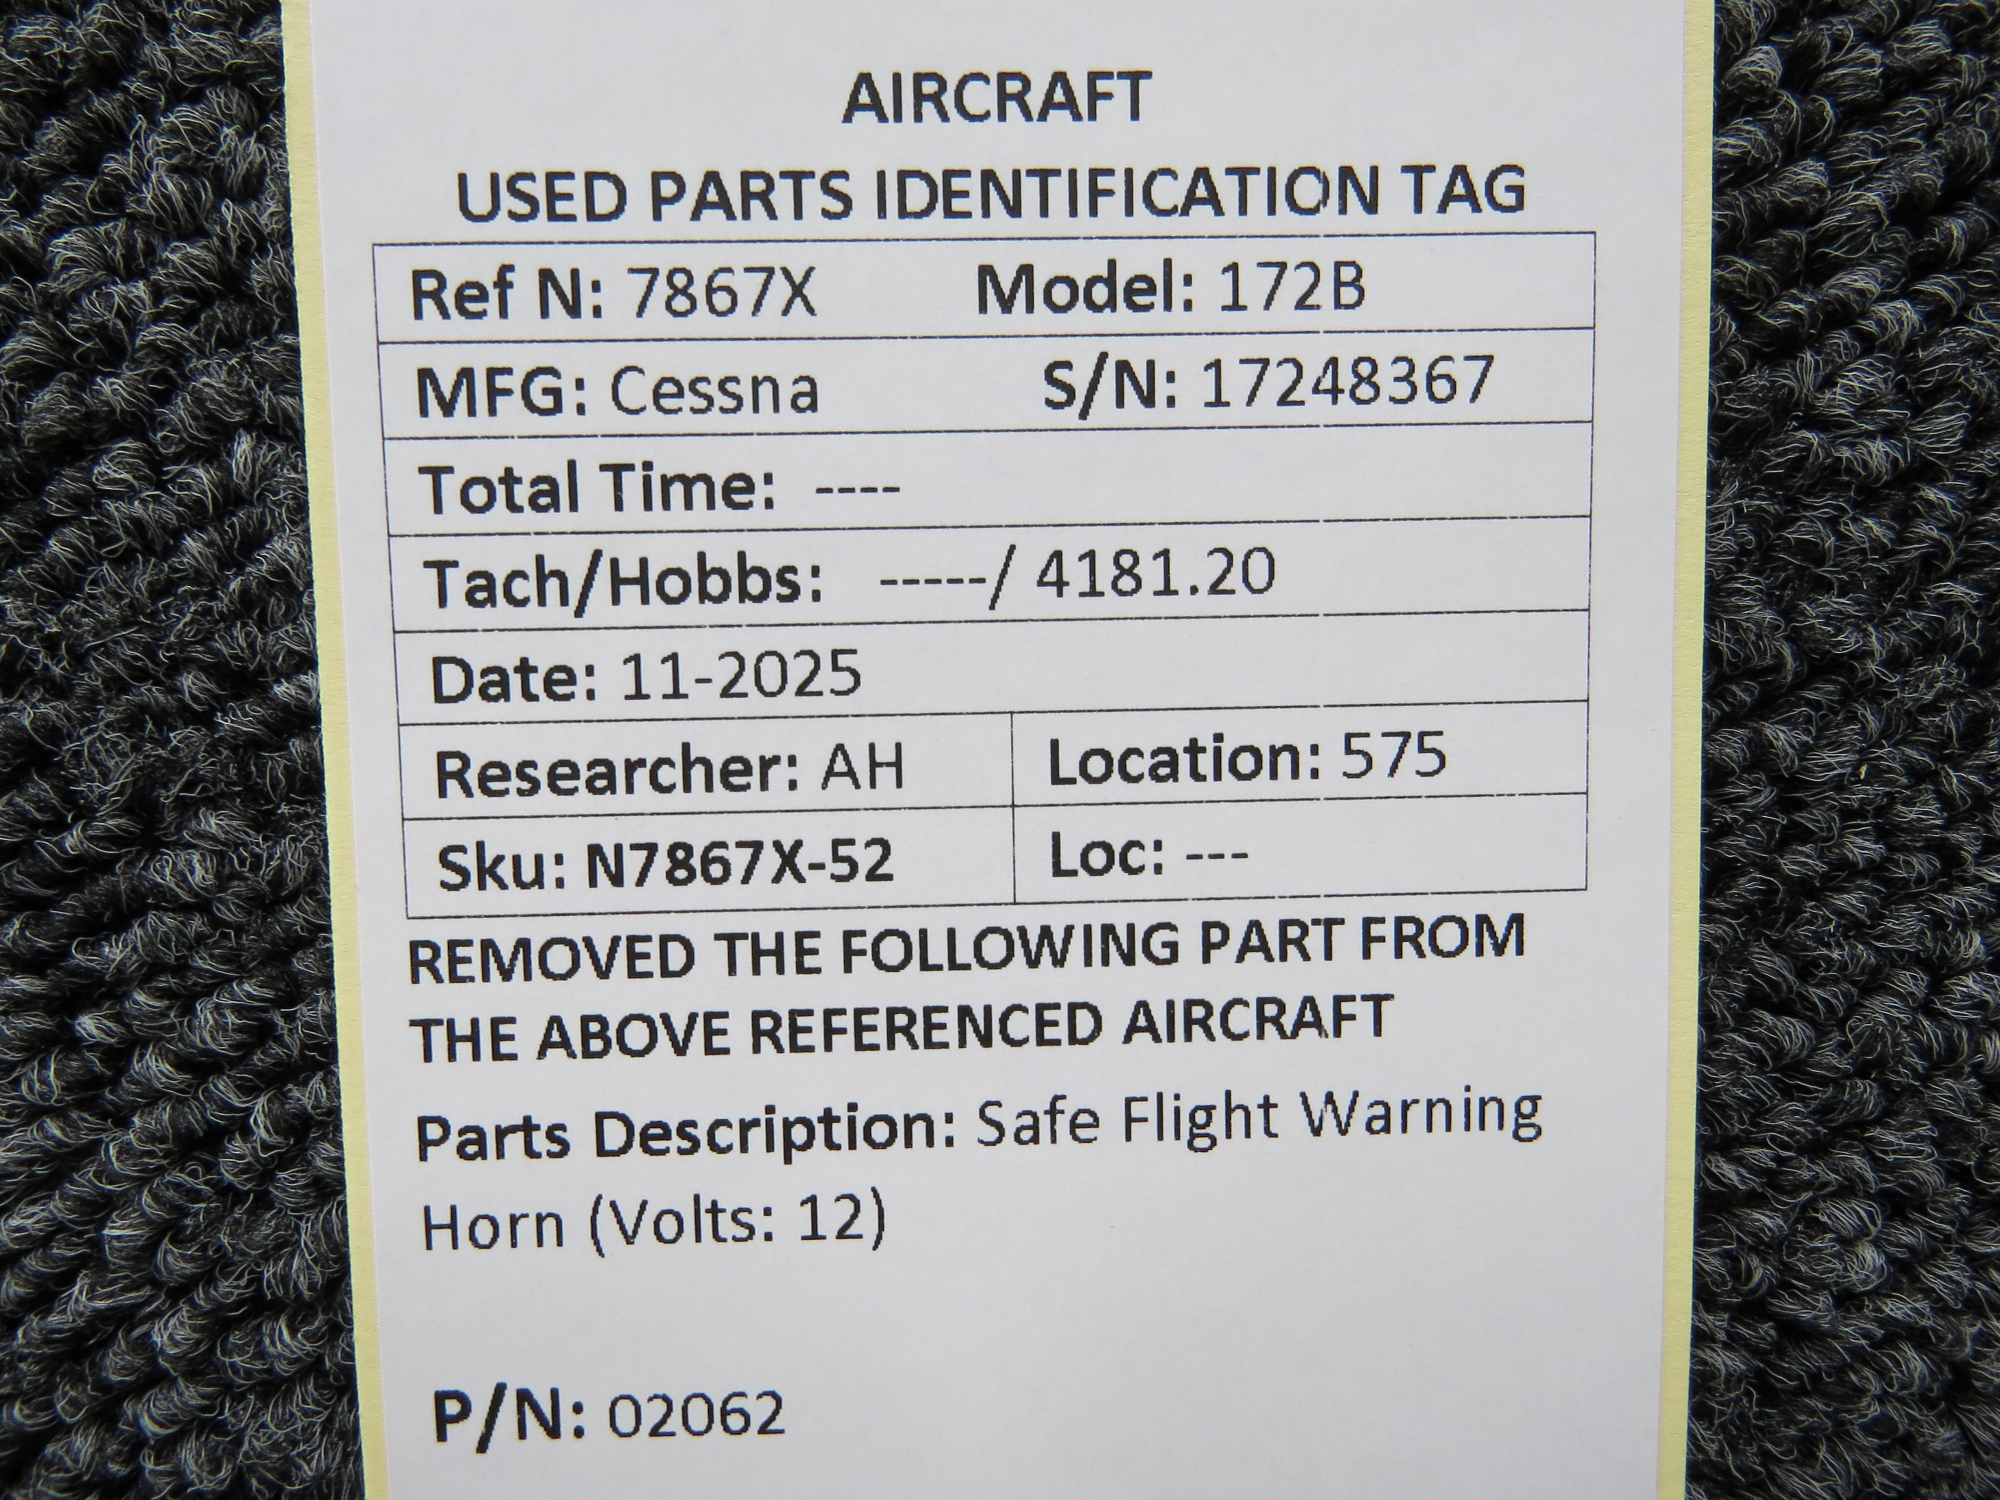 AIRCRAFT
USED PARTS IDENTIFICATION TAG
Ref N: 7867X Model: 172B
MFG: Cessna S/N: 17248367
Total Time: ----
Tach/Hobbs: -----/ 4181.20
Date: 11-2025
Researcher: AH Location: 575
Sku: N7867X-52 Loc: ---
REMOVED THE FOLLOWING PART FROM
THE ABOVE REFERENCED AIRCRAFT
Parts Description: Safe Flight Warning
Horn (Volts: 12)
P/N: 02062